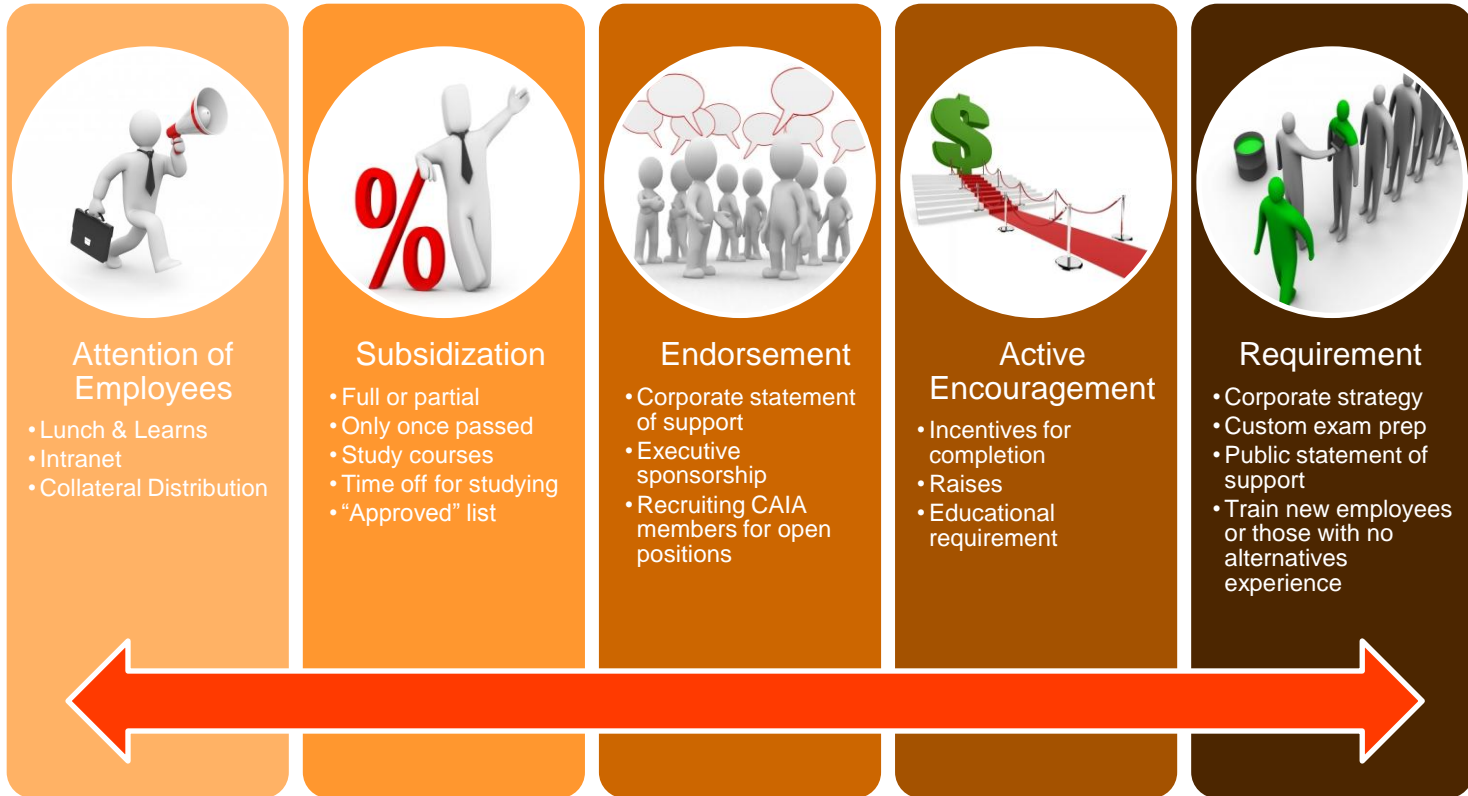 Attention of
Employees
• Lunch & Learns
• Intranet
• Collateral Distribution
Subsidization
• Full or partial
• Only once passed
• Study courses
• Time off for studying
• “Approved” list
Endorsement
• Corporate statement
of support
• Executive
sponsorship
• Recruiting CAIA
members for open
positions
Active
Encouragement
• Incentives for
completion
• Raises
• Educational
requirement
Requirement
• Corporate strategy
• Custom exam prep
• Public statement of
support
• Train new employees
or those with no
alternatives
experience